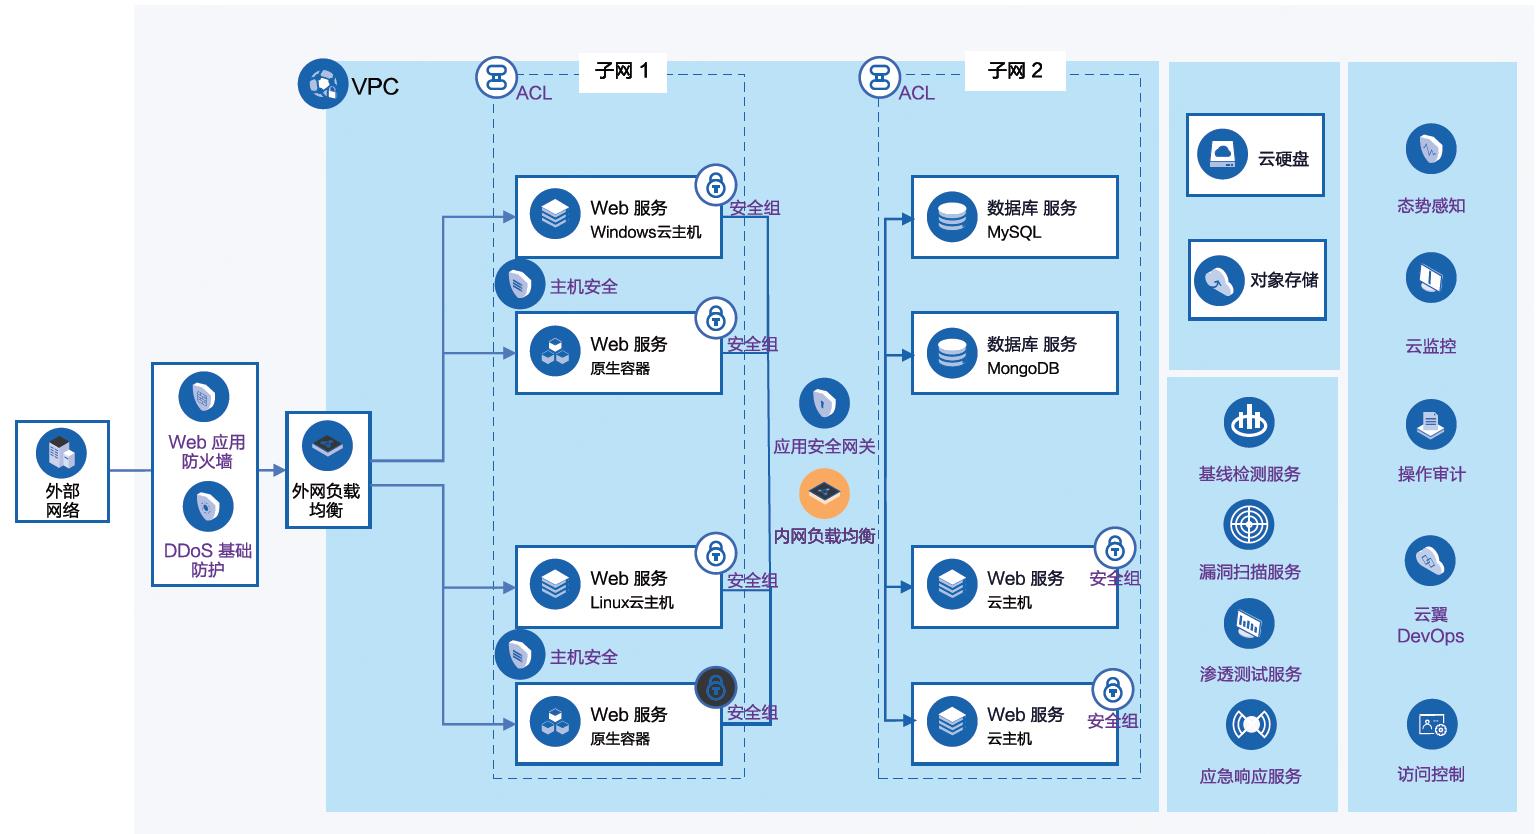 外部
网络
Web 应用
防火墙
DDoS 基础
防护
外网负载
均衡
VPC
ACL
子网 1
Web 服务
Windows云主机
安全组
主机安全
Web 服务
原生容器
安全组
Web 服务
Linux云主机
安全组
主机安全
Web 服务
原生容器
安全组
应用安全网关
内网负载均衡
ACL
子网 2
数据库 服务
MySQL
数据库 服务
MongoDB
Web 服务
云主机
安全组
Web 服务
云主机
安全组
云硬盘
对象存储
基线检测服务
漏洞扫描服务
渗透测试服务
应急响应服务
态势感知
云监控
操作审计
云翼
DevOps
访问控制